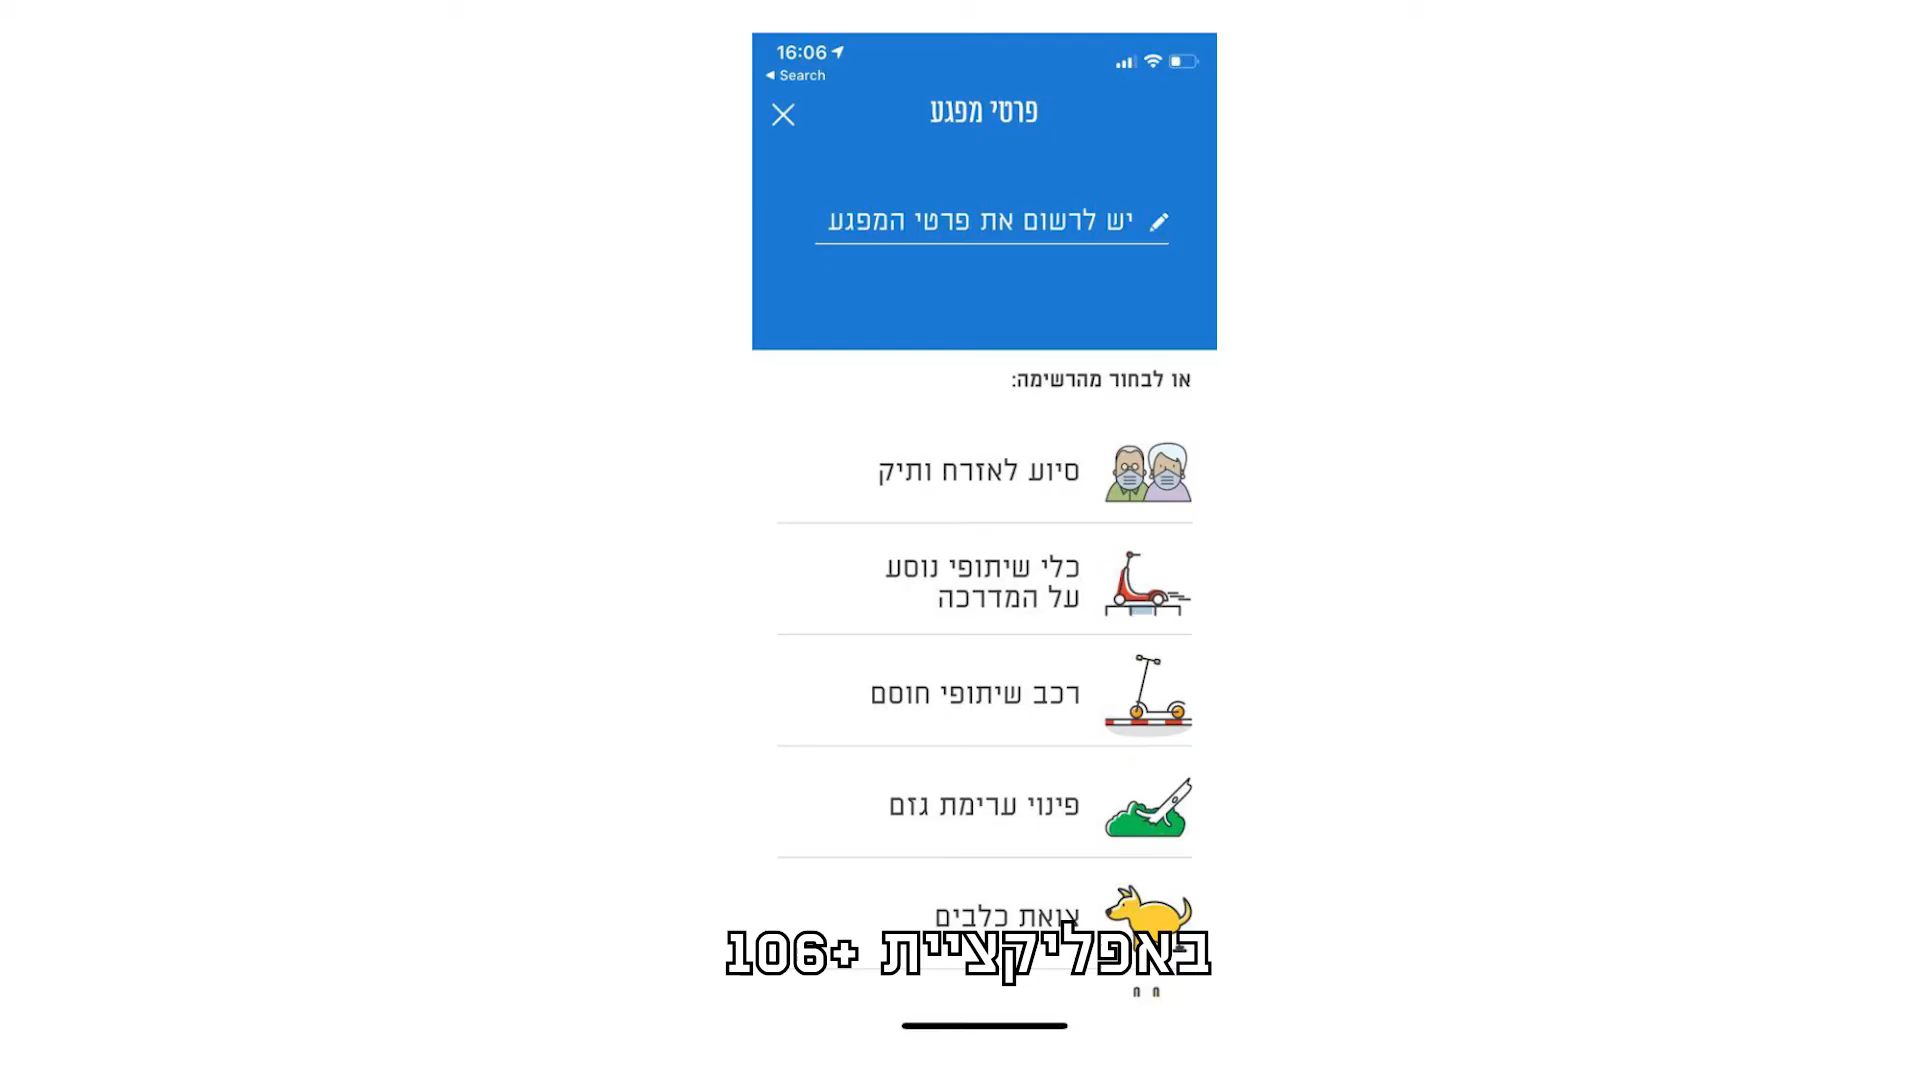 16:06
Search
פרטי מפגע
יש לרשום את פרטי המפגע
או לבחור מהרשימה:
סיוע לאזרח ותיק
כלי שיתופי נוסע
על המדרכה
רכב שיתופי חוסם
פינוי ערימת גזם
צואת כלבים
באפליקציית +106